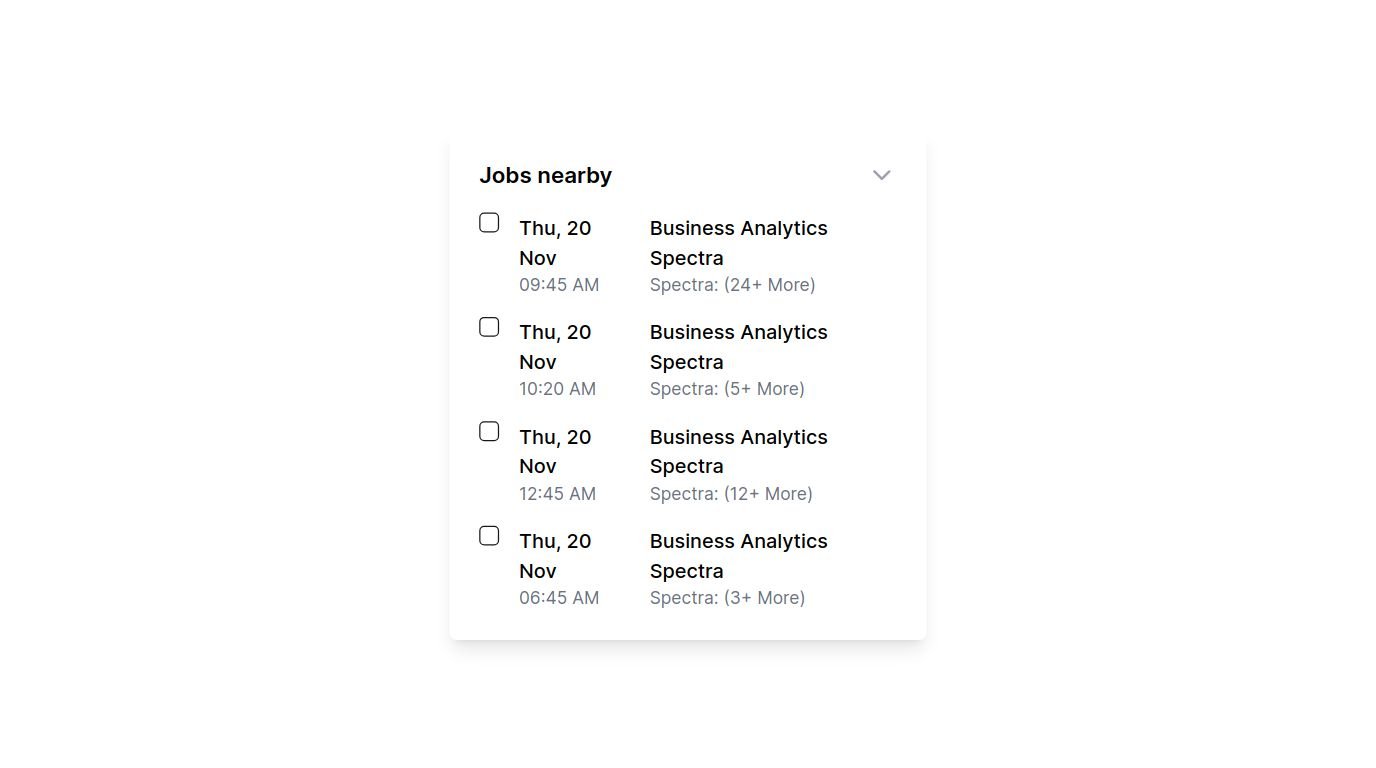 Jobs nearby
Thu, 20
Nov
09:45 AM
Business Analytics
Spectra
Spectra: (24+ More)
Thu, 20
Nov
10:20 AM
Business Analytics
Spectra
Spectra: (5+ More)
Thu, 20
Nov
12:45 AM
Business Analytics
Spectra
Spectra: (12+ More)
Thu, 20
Nov
06:45 AM
Business Analytics
Spectra
Spectra: (3+ More)